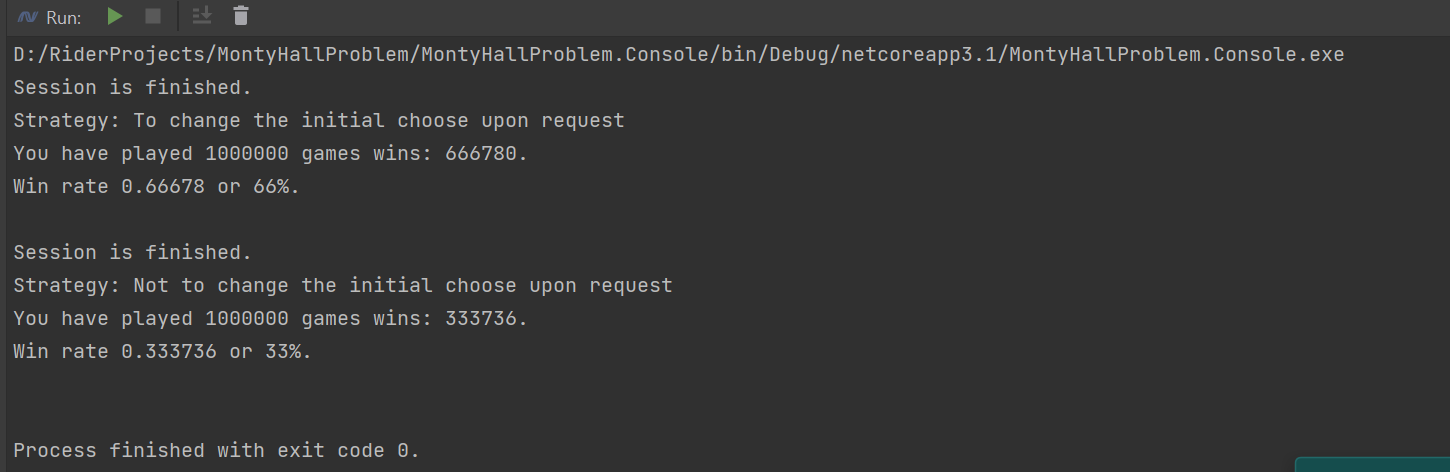 Run:
D:/RiderProjects/MontyHallProblem/MontyHallProblem.Console/bin/Debug/netcoreapp3.1/MontyHallProblem.Console.exe
Session is finished.
Strategy: To change the initial choose upon request
You have played 1000000 games wins: 666780.
Win rate 0.66678 or 66%.
Session is finished.
Strategy: Not to change the initial choose upon request
You have played 1000000 games wins: 333736.
Win rate 0.333736 or 33%.
Process finished with exit code 0.